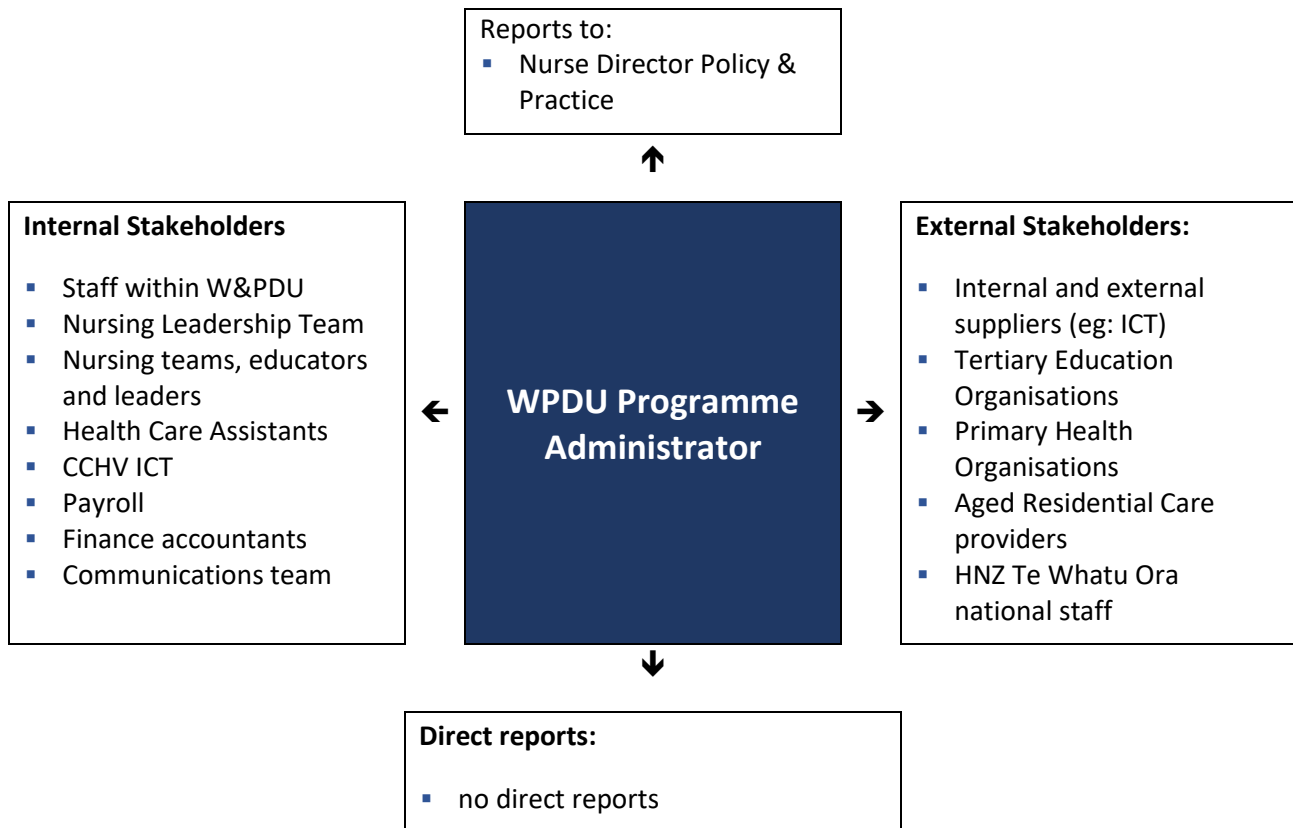 Reports to:
▪ Nurse Director Policy &
Practice
↑
Internal Stakeholders
▪ Staff within W&PDU
▪ Nursing Leadership Team
▪ Nursing teams, educators
and leaders
▪ Health Care Assistants
▪ CCHV ICT
▪ Payroll
▪ Finance accountants
▪ Communications team
←
WPDU Programme
Administrator
→
External Stakeholders:
▪ Internal and external
suppliers (eg: ICT)
▪ Tertiary Education
Organisations
▪ Primary Health
Organisations
▪ Aged Residential Care
providers
▪ HNZ Te Whatu Ora
national staff
↓
Direct reports:
▪ no direct reports